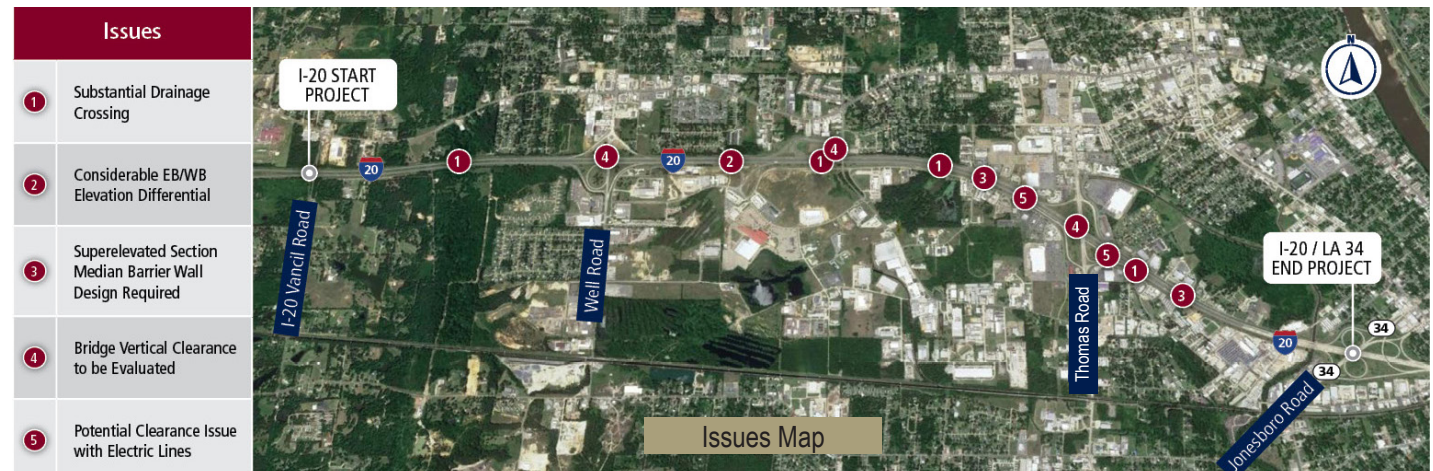 Issues
1
Substantial Drainage
Crossing
2
Considerable EB/WB
Elevation Differential
3
Superelevated Section
Median Barrier Wall
Design Required
4
Bridge Vertical Clearance
to be Evaluated
5
Potential Clearance Issue
with Electric Lines
N
I-20 START
PROJECT
20
1
4
20
2
1
4
1
3
5
4
5
1
3
20
I-20 / LA 34
END PROJECT
34
34
I-20 Vancil Road
Well Road
Thomas Road
Jonesboro Road
Issues Map